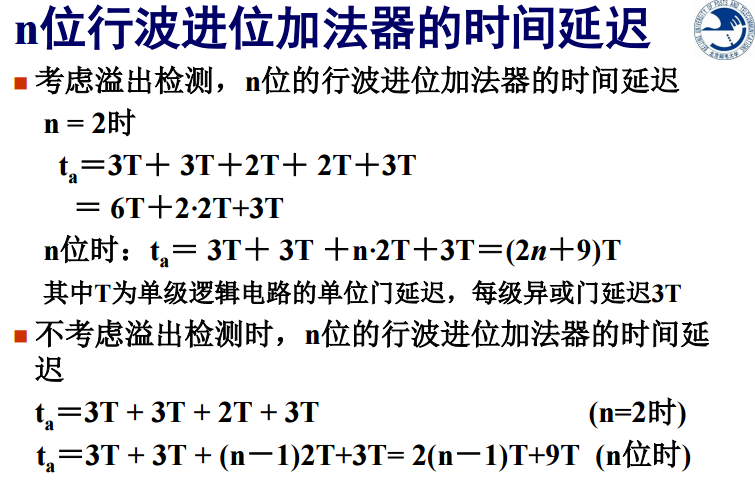 n位行波进位加法器的时间延迟
考虑溢出检测，n位的行波进位加法器的时间延迟
n = 2时
ta＝3T＋ 3T＋2T＋ 2T＋3T
＝ 6T＋2·2T+3T
n位时：ta＝ 3T＋ 3T ＋n·2T＋3T＝(2n＋9)T
其中T为单级逻辑电路的单位门延迟，每级异或门延迟3T
不考虑溢出检测时，n位的行波进位加法器的时间延
迟
ta＝3T + 3T + 2T + 3T (n=2时)
ta＝3T + 3T + (n－1)2T+3T= 2(n－1)T+9T (n位时)